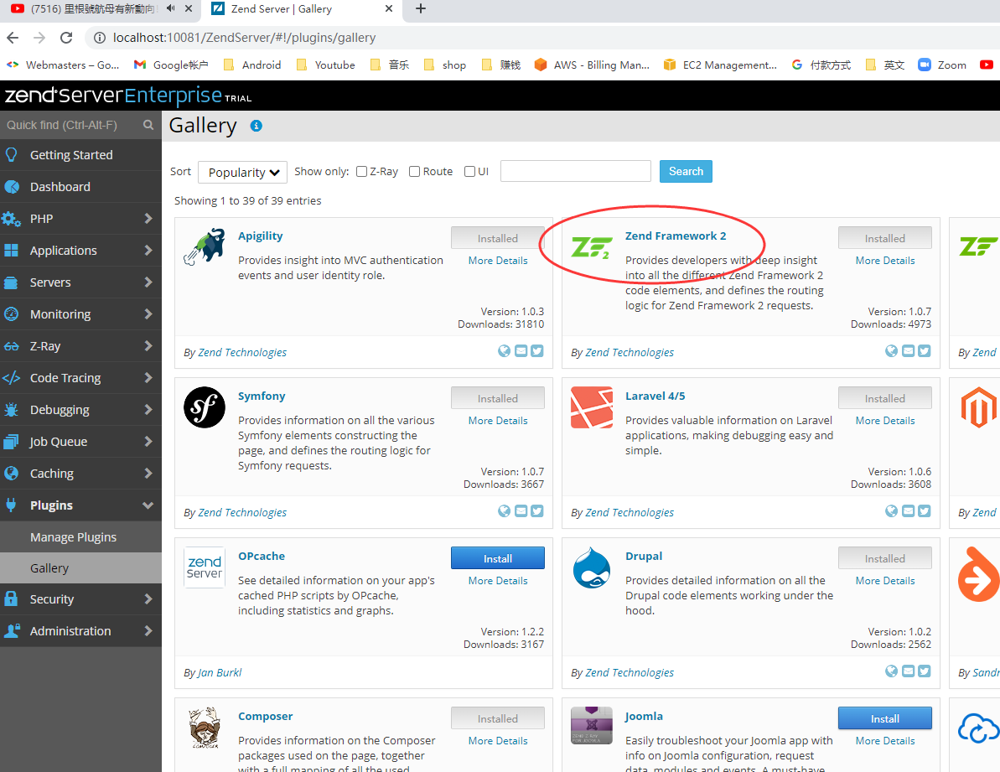 (7516) 里根號航母有新動向
Zend Server | Gallery
localhost:10081/ZendServer/#!/plugins/gallery
Webmasters – Go...
Google帐户
Android
Youtube
音乐
shop
赚钱
AWS - Billing Man...
EC2 Management...
付款方式
英文
Zoom
zend Server Enterprise TRIAL
Quick find (Ctrl-Alt-F)
Getting Started
Dashboard
PHP
Applications
Servers
Monitoring
Z-Ray
Code Tracing
Debugging
Job Queue
Caching
Plugins
Manage Plugins
Gallery
Security
Administration
Gallery
Sort
Popularity
Show only:
Z-Ray
Route
UI
Search
Showing 1 to 39 of 39 entries
Apigility
Provides insight into MVC authentication
events and user identity role.
Installed
More Details
Version: 1.0.3
Downloads: 31810
By Zend Technologies
ZF2
Zend Framework 2
Provides developers with deep insight
into all the different Zend Framework 2
code elements, and defines the routing
logic for Zend Framework 2 requests.
Installed
More Details
Version: 1.0.7
Downloads: 4973
By Zend Technologies
ZF
By Zend
Symfony
Provides information on all the various
Symfony elements constructing the
page, and defines the routing logic for
Symfony requests.
Installed
More Details
Version: 1.0.7
Downloads: 3667
By Zend Technologies
Laravel 4/5
Provides valuable information on Laravel
applications, making debugging easy and
simple.
Installed
More Details
Version: 1.0.6
Downloads: 3608
By Zend Technologies
By Zend
zend
server
OPcache
See detailed information on your app's
cached PHP scripts by OPcache,
including statistics and graphs.
Install
More Details
Version: 1.2.2
Downloads: 3167
By Jan Burkl
Drupal
Provides detailed information on all the
Drupal code elements working under the
hood.
Installed
More Details
Version: 1.0.2
Downloads: 2562
By Zend Technologies
By Sandr
COMPOSER
Composer
Provides information on the Composer
packages used on the page, together
with a full mapping of all the used
Installed
More Details
ZEND Z-RAY
FOR JOOMLA!
Joomla
Easily troubleshoot your Joomla app with
info on Joomla configuration, request
data, modules and events. A must-have
Install
More Details